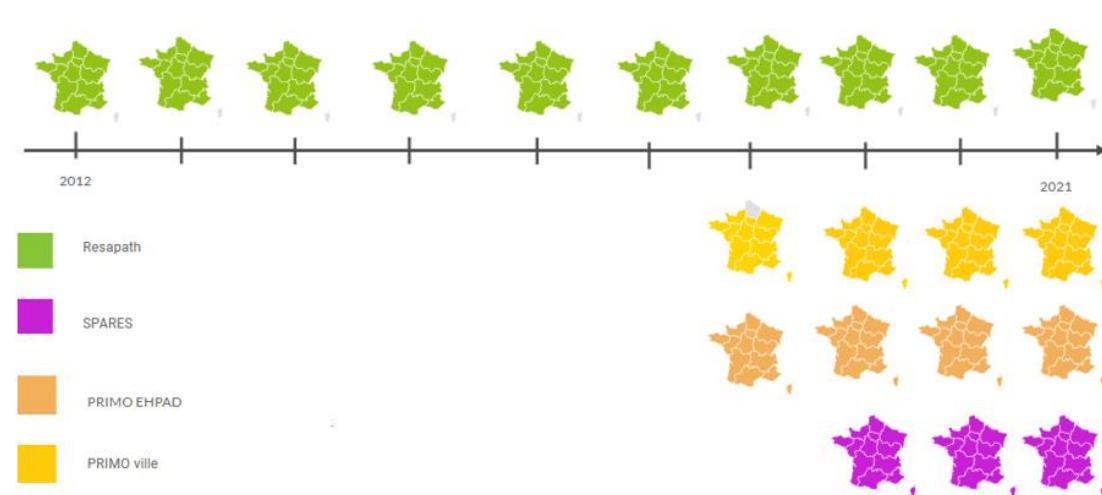 2012
2021
Resapath
SPARES
PRIMO EHPAD
PRIMO ville